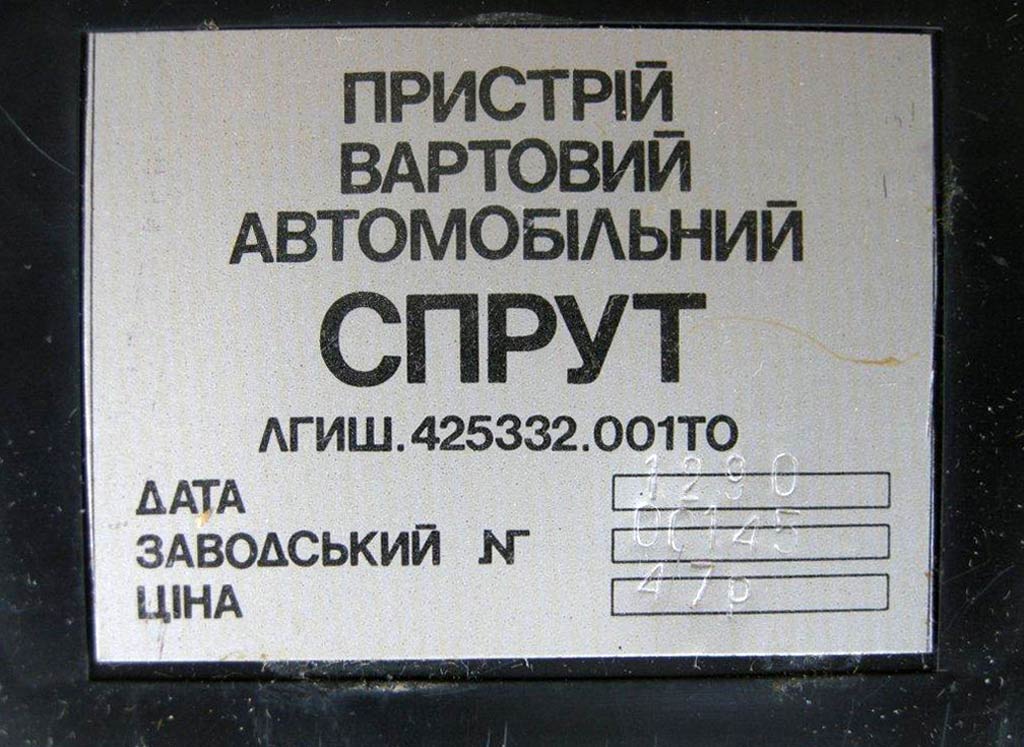 ПРИСТРІЙ
ВАРТОВИЙ
АВТОМОБІЛЬНИЙ
СПРУТ
ЛГИШ.425332.001ТО
ДАТА 1290
ЗАВОДСЬКИЙ № 00145
ЦІНА 47р